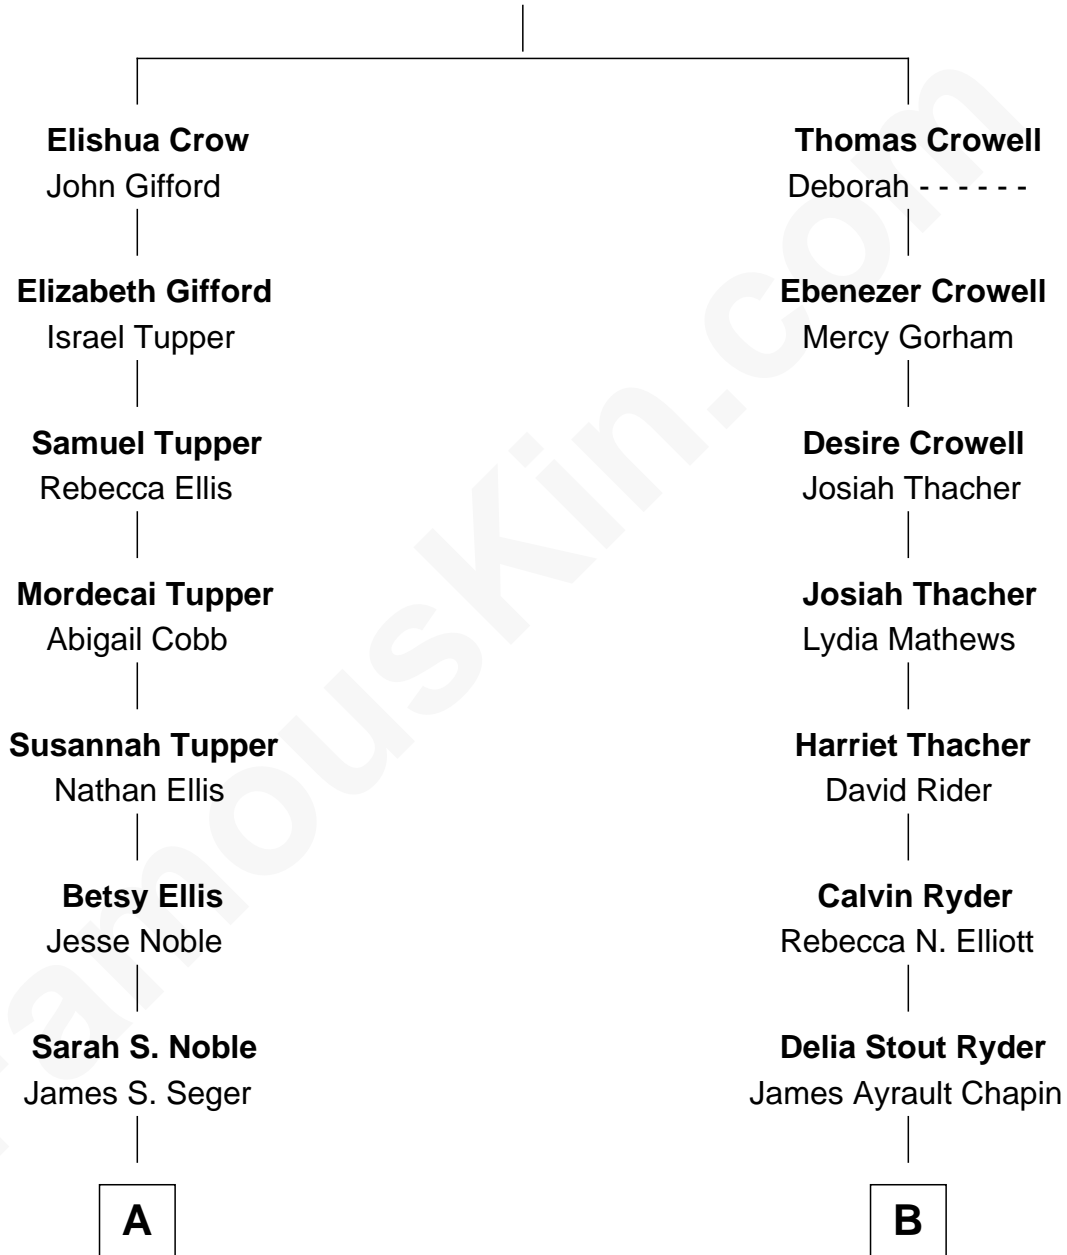 Elishua Crow
John Gifford
Elizabeth Gifford
Israel Tupper
Samuel Tupper
Rebecca Ellis
Mordecai Tupper
Abigail Cobb
Susannah Tupper
Nathan Ellis
Betsy Ellis
Jesse Noble
Sarah S. Noble
James S. Seger
A
Thomas Crowell
Deborah - - - - - -
Ebenezer Crowell
Mercy Gorham
Desire Crowell
Josiah Thacher
Josiah Thacher
Lydia Mathews
Harriet Thacher
David Rider
Calvin Ryder
Rebecca N. Elliott
Delia Stout Ryder
James Ayrault Chapin
B
FamousKin.com